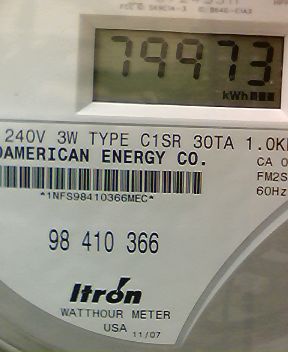 79973
kWh
240V 3W TYPE C1SR 30TA 1.0K
AMERICAN ENERGY CO.
CA 0
FM2S
60Hz
*1NFS98410366MEC*
98 410 366
Itron
WATTHOUR METER
USA 11/07